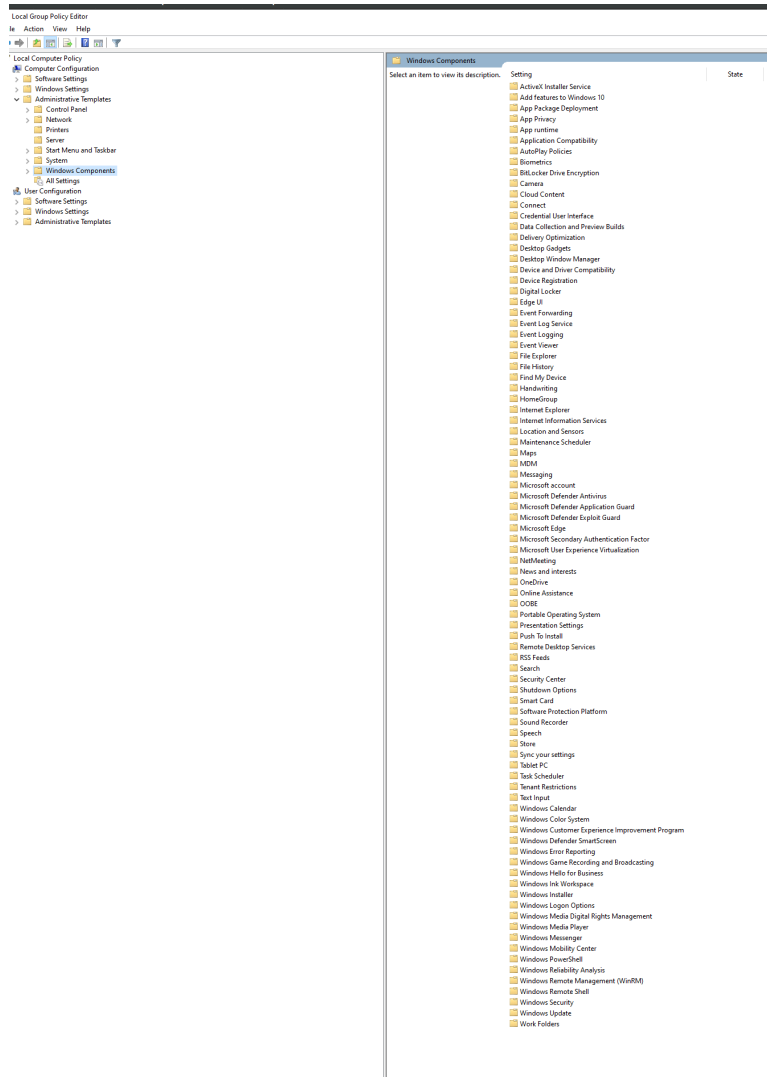 Local Group Policy Editor
le Action View Help
Local Computer Policy
Computer Configuration
Software Settings
Windows Settings
Administrative Templates
Control Panel
Network
Printers
Server
Start Menu and Taskbar
System
Windows Components
All Settings
User Configuration
Software Settings
Windows Settings
Administrative Templates
Windows Components
Select an item to view its description.
Setting State
ActiveX Installer Service
Add features to Windows 10
App Package Deployment
App Privacy
App runtime
Application Compatibility
AutoPlay Policies
Biometrics
BitLocker Drive Encryption
Camera
Cloud Content
Connect
Credential User Interface
Data Collection and Preview Builds
Delivery Optimization
Desktop Gadgets
Desktop Window Manager
Device and Driver Compatibility
Device Registration
Digital Locker
Edge UI
Event Forwarding
Event Log Service
Event Logging
Event Viewer
File Explorer
File History
Find My Device
Handwriting
HomeGroup
Internet Explorer
Internet Information Services
Location and Sensors
Maintenance Scheduler
Maps
MDM
Messaging
Microsoft account
Microsoft Defender Antivirus
Microsoft Defender Application Guard
Microsoft Defender Exploit Guard
Microsoft Edge
Microsoft Secondary Authentication Factor
Microsoft User Experience Virtualization
NetMeeting
News and interests
OneDrive
Online Assistance
OOBE
Portable Operating System
Presentation Settings
Push To Install
Remote Desktop Services
RSS Feeds
Search
Security Center
Shutdown Options
Smart Card
Software Protection Platform
Sound Recorder
Speech
Store
Sync your settings
Tablet PC
Task Scheduler
Tenant Restrictions
Text Input
Windows Calendar
Windows Color System
Windows Customer Experience Improvement Program
Windows Defender SmartScreen
Windows Error Reporting
Windows Game Recording and Broadcasting
Windows Hello for Business
Windows Ink Workspace
Windows Installer
Windows Logon Options
Windows Media Digital Rights Management
Windows Media Player
Windows Messenger
Windows Mobility Center
Windows PowerShell
Windows Reliability Analysis
Windows Remote Management (WinRM)
Windows Remote Shell
Windows Security
Windows Update
Work Folders